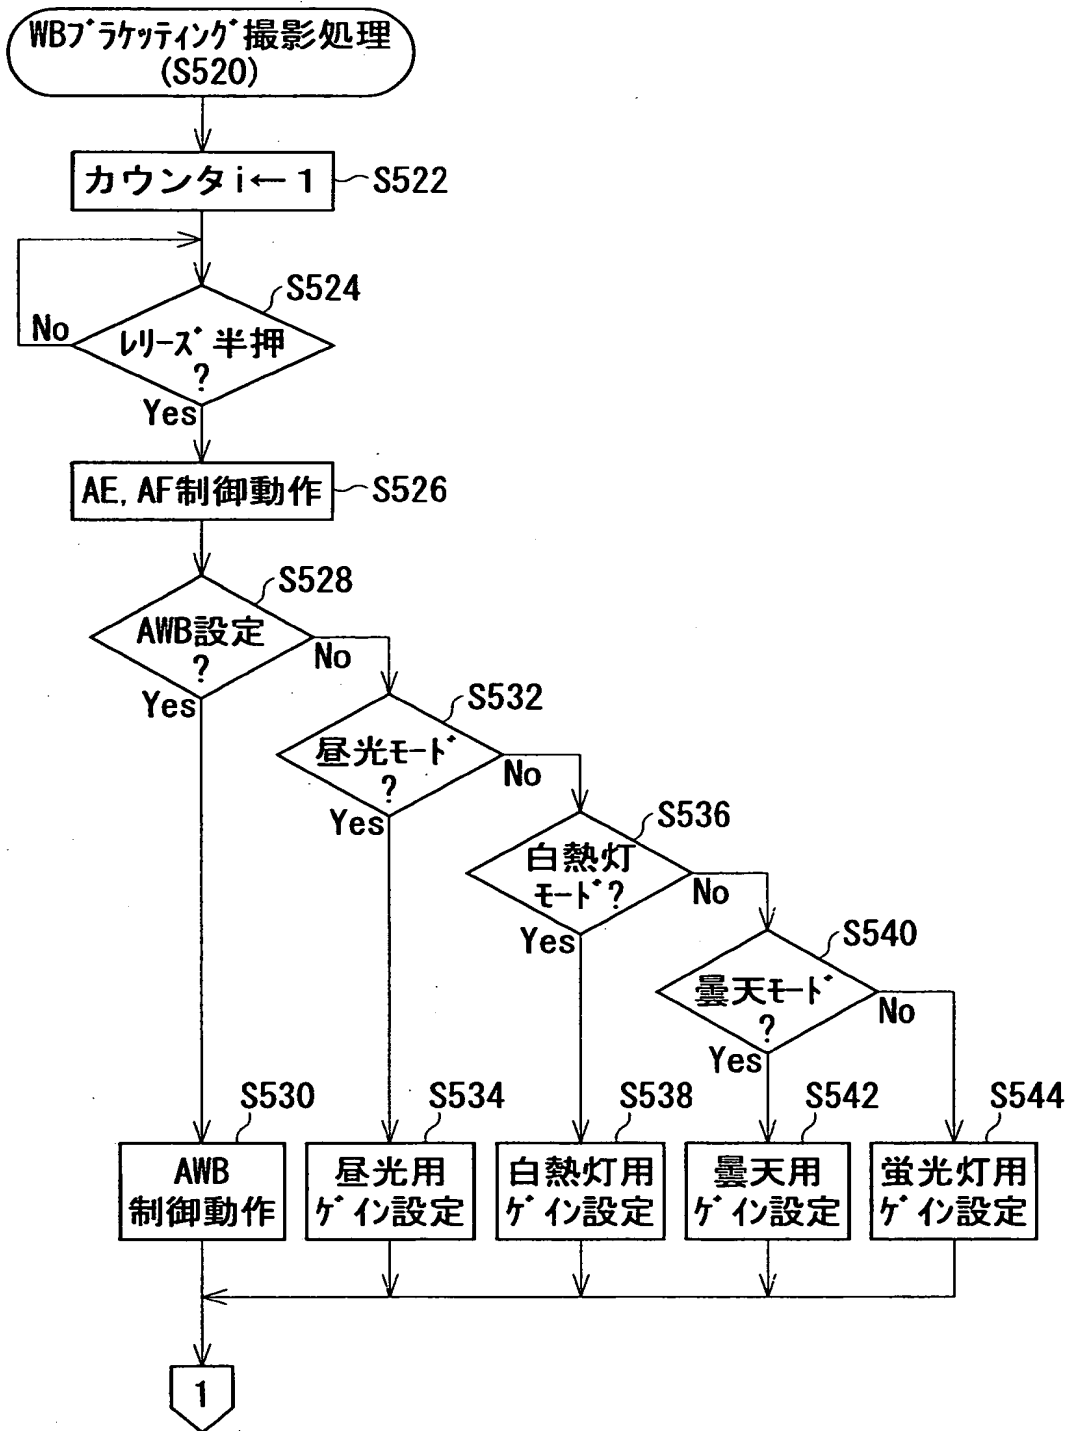 WBブラケッティング撮影処理
(S520)
カウンタi←1
S522
S524
レリーズ半押
?
No
Yes
AE, AF制御動作
S526
S528
AWB設定
?
No
Yes
S532
昼光モード
?
No
Yes
S536
白熱灯
モード?
No
Yes
S540
曇天モード
?
No
Yes
S530
AWB
制御動作
S534
昼光用
ゲイン設定
S538
白熱灯用
ゲイン設定
S542
曇天用
ゲイン設定
S544
蛍光灯用
ゲイン設定
1